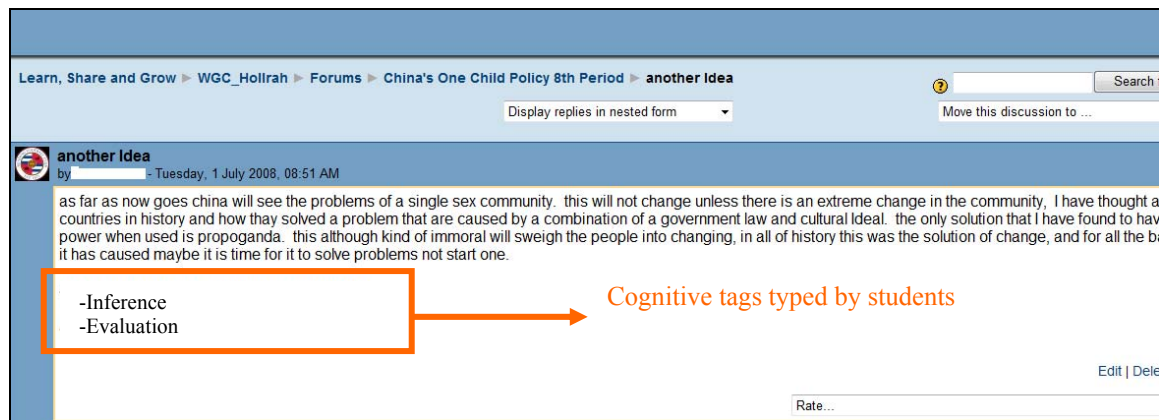 Learn, Share and Grow ► WGC_Hollrah ► Forums ► China's One Child Policy 8th Period ► another Idea
Search
Display replies in nested form
Move this discussion to ...
another Idea
by - Tuesday, 1 July 2008, 08:51 AM
as far as now goes china will see the problems of a single sex community. this will not change unless there is an extreme change in the community, I have thought
countries in history and how thay solved a problem that are caused by a combination of a government law and cultural Ideal. the only solution that I have found to
power when used is propoganda. this although kind of immoral will sweigh the people into changing, in all of history this was the solution of change, and for all the
it has caused maybe it is time for it to solve problems not start one.
-Inference
-Evaluation
Cognitive tags typed by students
Edit |
Rate...